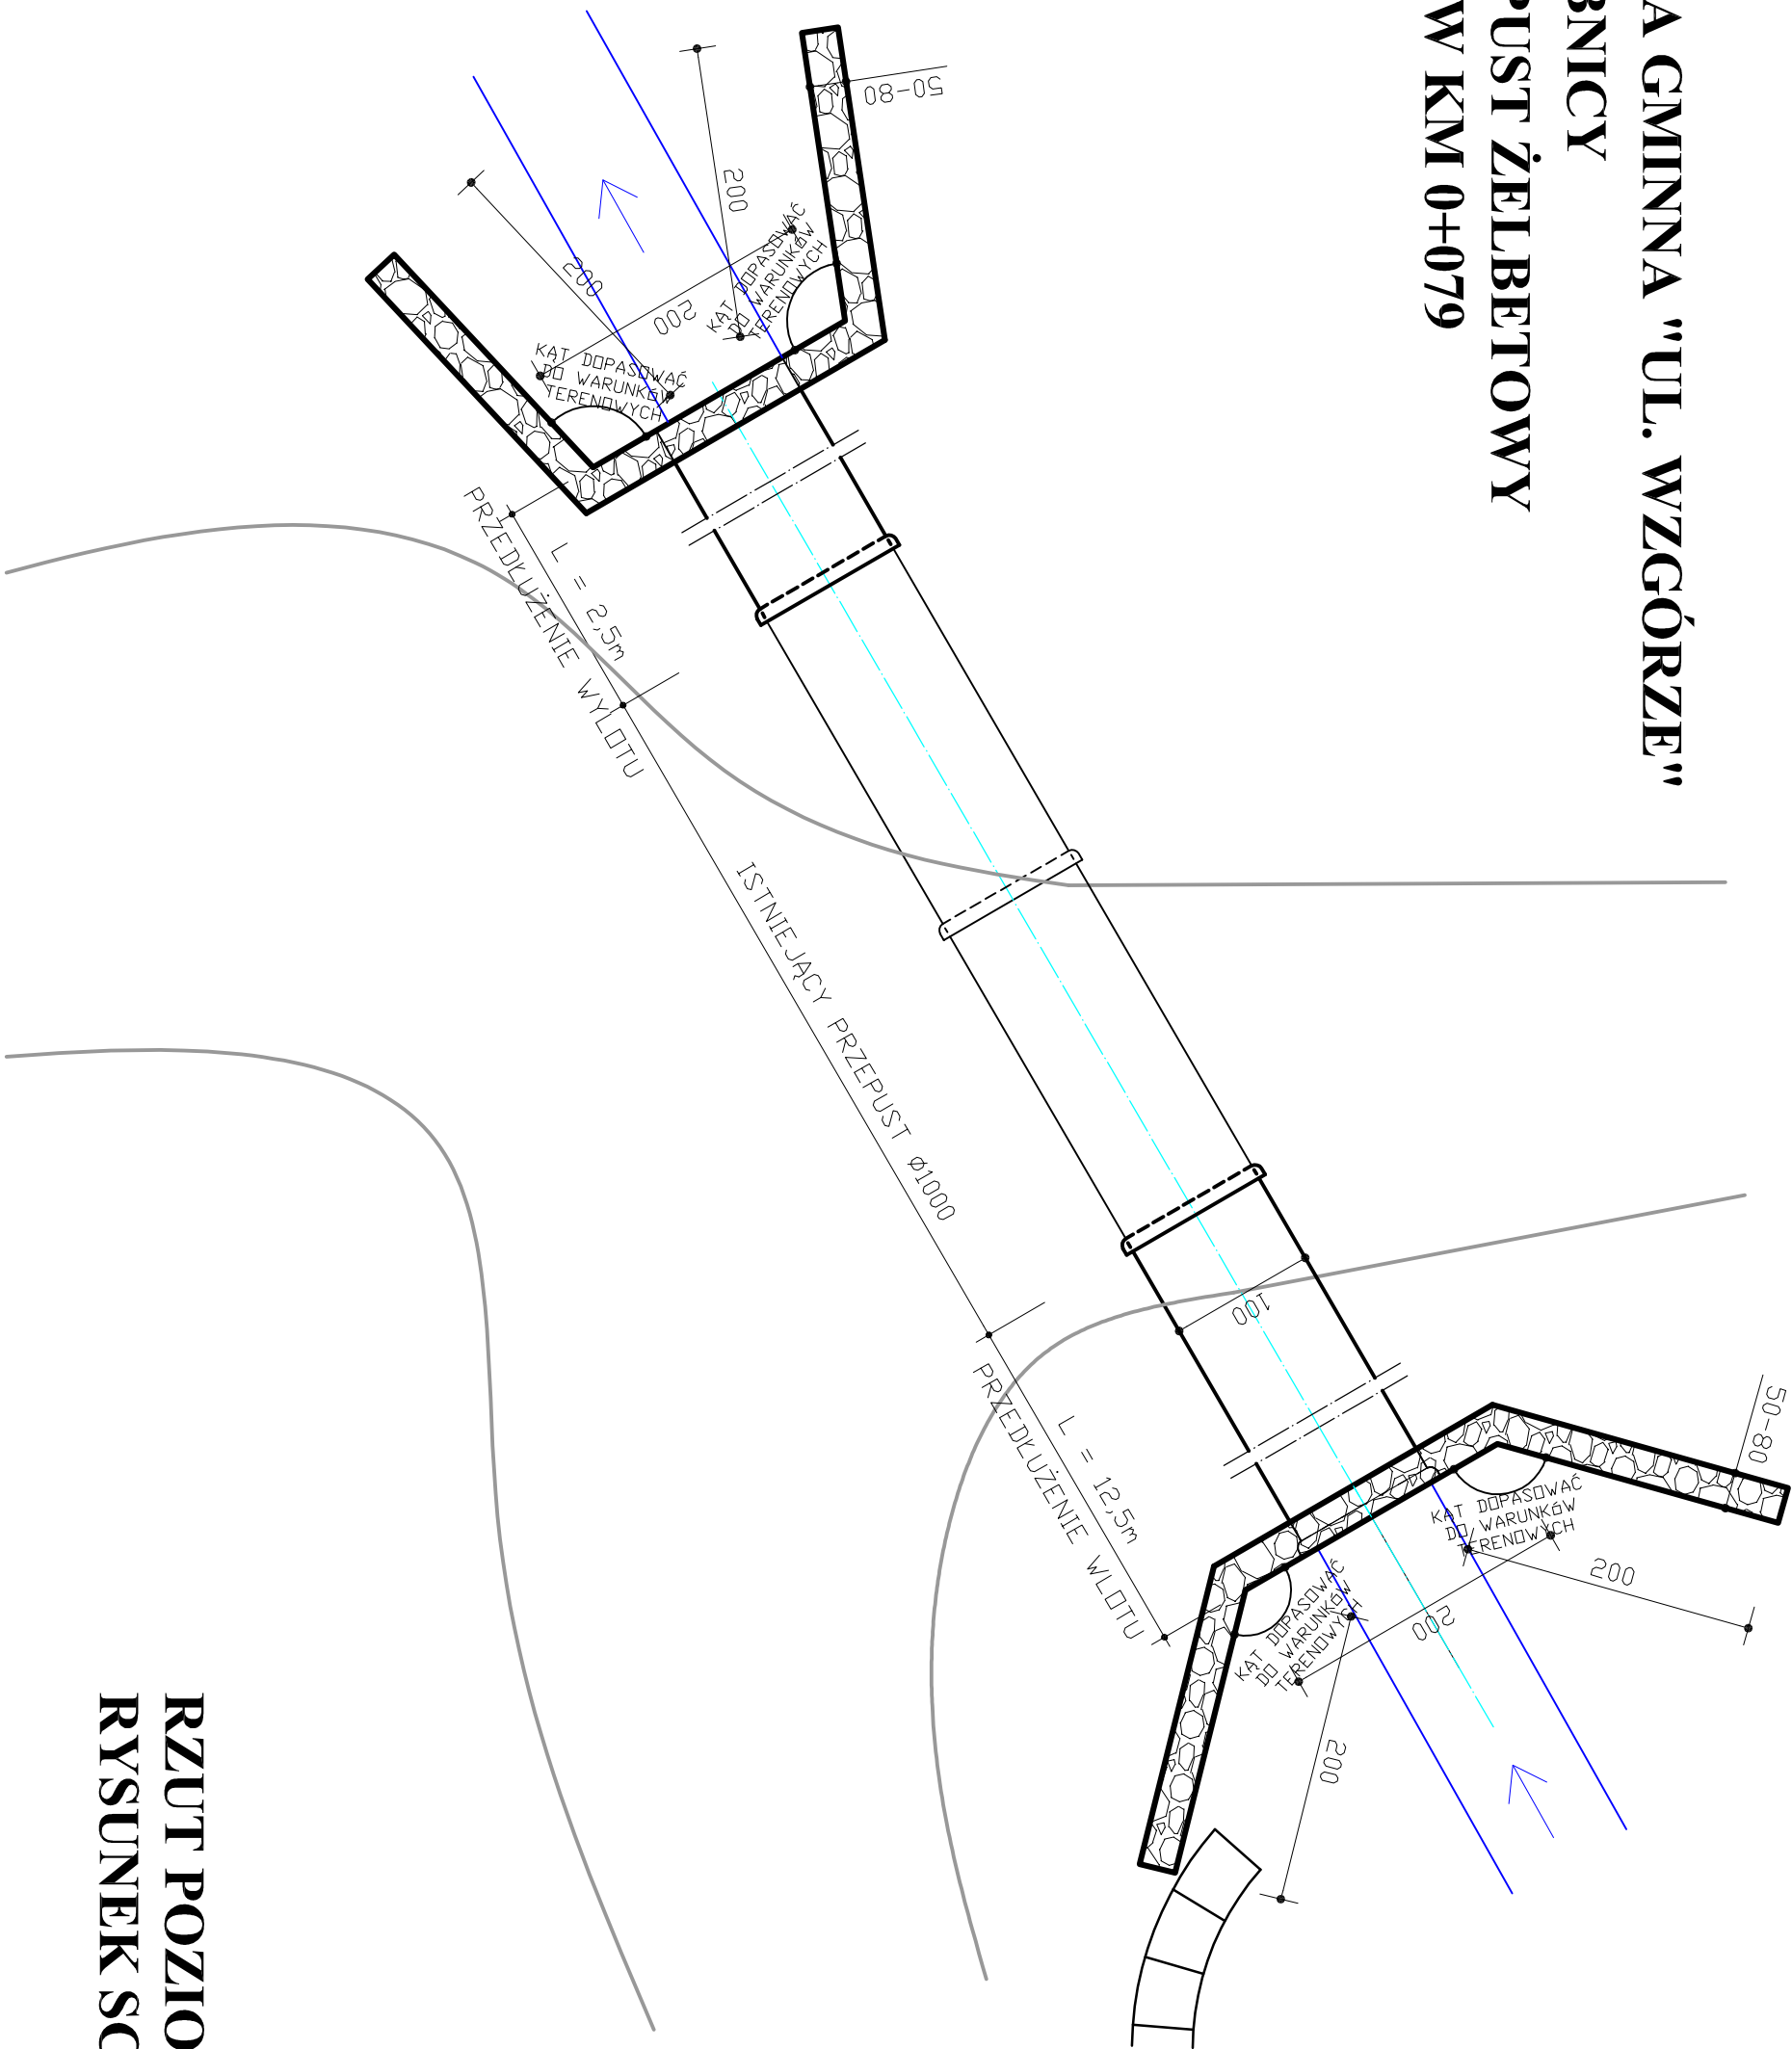 A GMINNA "UL. WZGÓRZE"
BNICY
PUST ŻELBETOWY
W KM 0+079
50-80
200
KĄT DOPASOWAĆ
DO WARUNKÓW
TERENOWYCH
200
200
KĄT DOPASOWAĆ
DO WARUNKÓW
TERENOWYCH
L = 2,5m
PRZEDŁUŻENIE WYLOTU
ISTNIEJĄCY PRZEPUST Ø1000
100
L = 12,5m
PRZEDŁUŻENIE WLOTU
50-80
KĄT DOPASOWAĆ
DO WARUNKÓW
TERENOWYCH
200
200
KĄT DOPASOWAĆ
DO WARUNKÓW
TERENOWYCH
200
RZUT POZIO
RYSUNEK SC